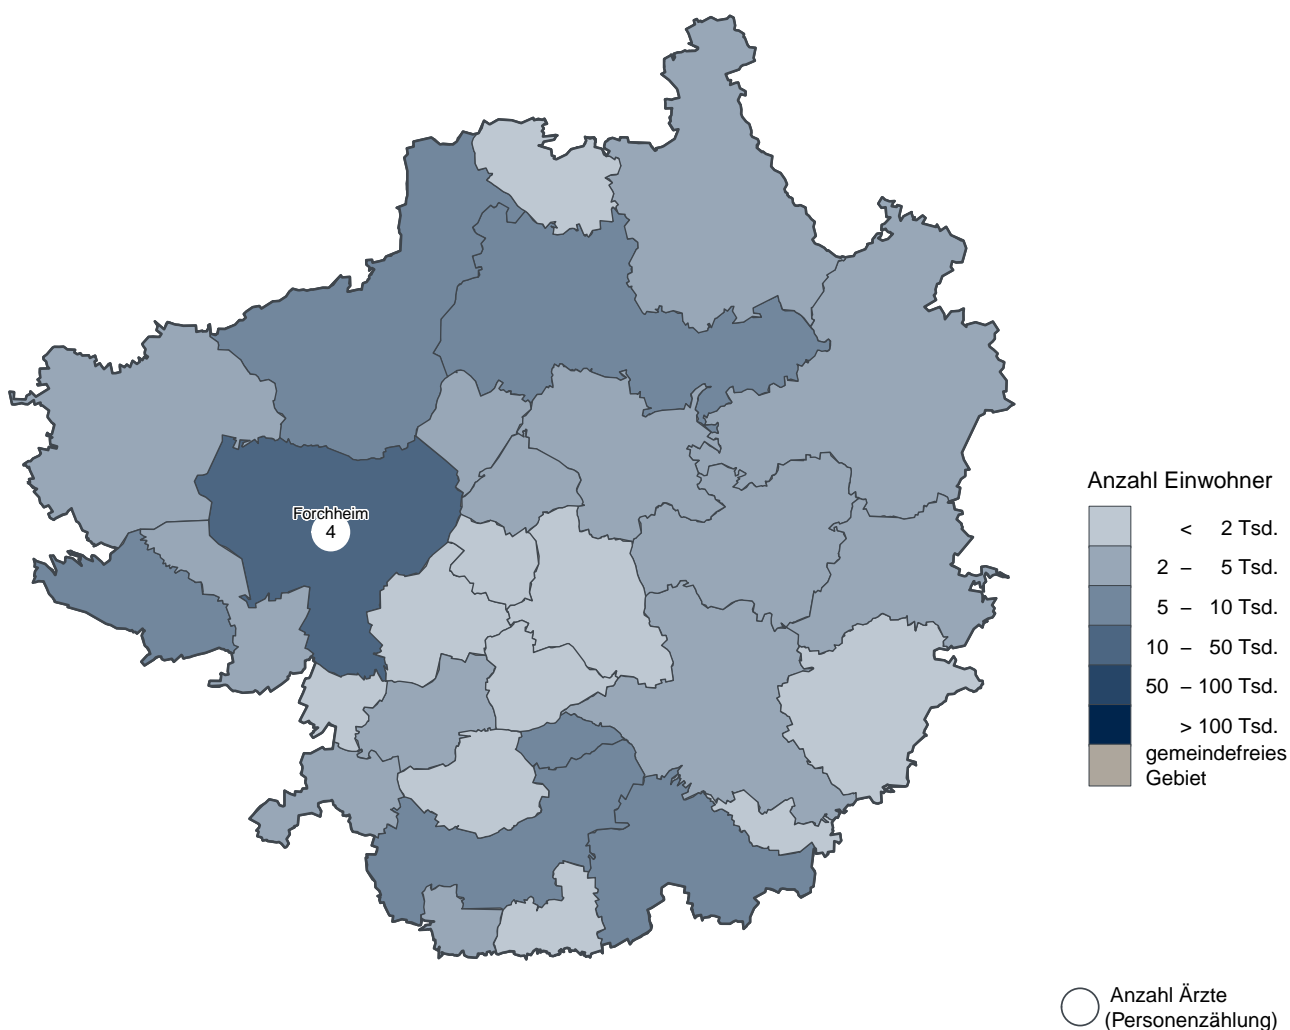 Forchheim
4
Anzahl Einwohner
< 2 Tsd.
2 – 5 Tsd.
5 – 10 Tsd.
10 – 50 Tsd.
50 – 100 Tsd.
> 100 Tsd.
gemeindefreies
Gebiet
Anzahl Ärzte
(Personenzählung)